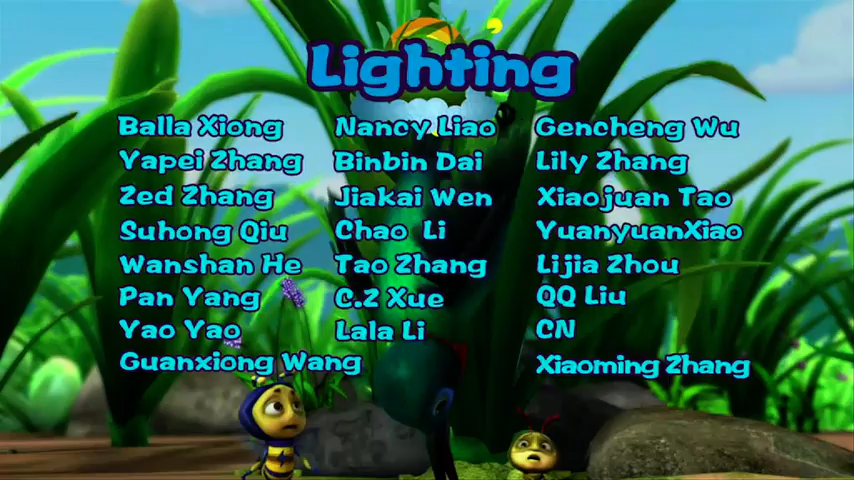 Lighting
Balla Xiong Nancy Liao Gencheng Wu
Yapei Zhang Binbin Dai Lily Zhang
Zed Zhang Jiakai Wen Xiaojuan Tao
Suhong Qiu Chao Li YuanyuanXiao
Wanshan He Tao Zhang Lijia Zhou
Pan Yang C.Z Xue QQ Liu
Yao Yao Lala Li CN
Guanxiong Wang Xiaoming Zhang